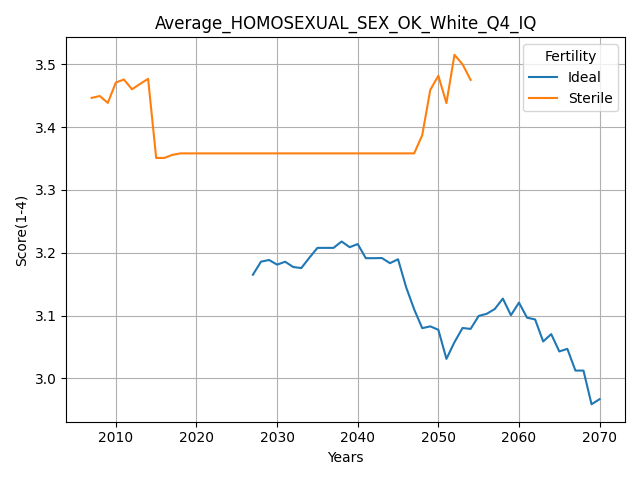 Average_HOMOSEXUAL_SEX_OK_White_Q4_IQ
Fertility
Ideal
Sterile
Score(1-4)
3.5
3.4
3.3
3.2
3.1
3.0
2010 2020 2030 2040 2050 2060 2070
Years